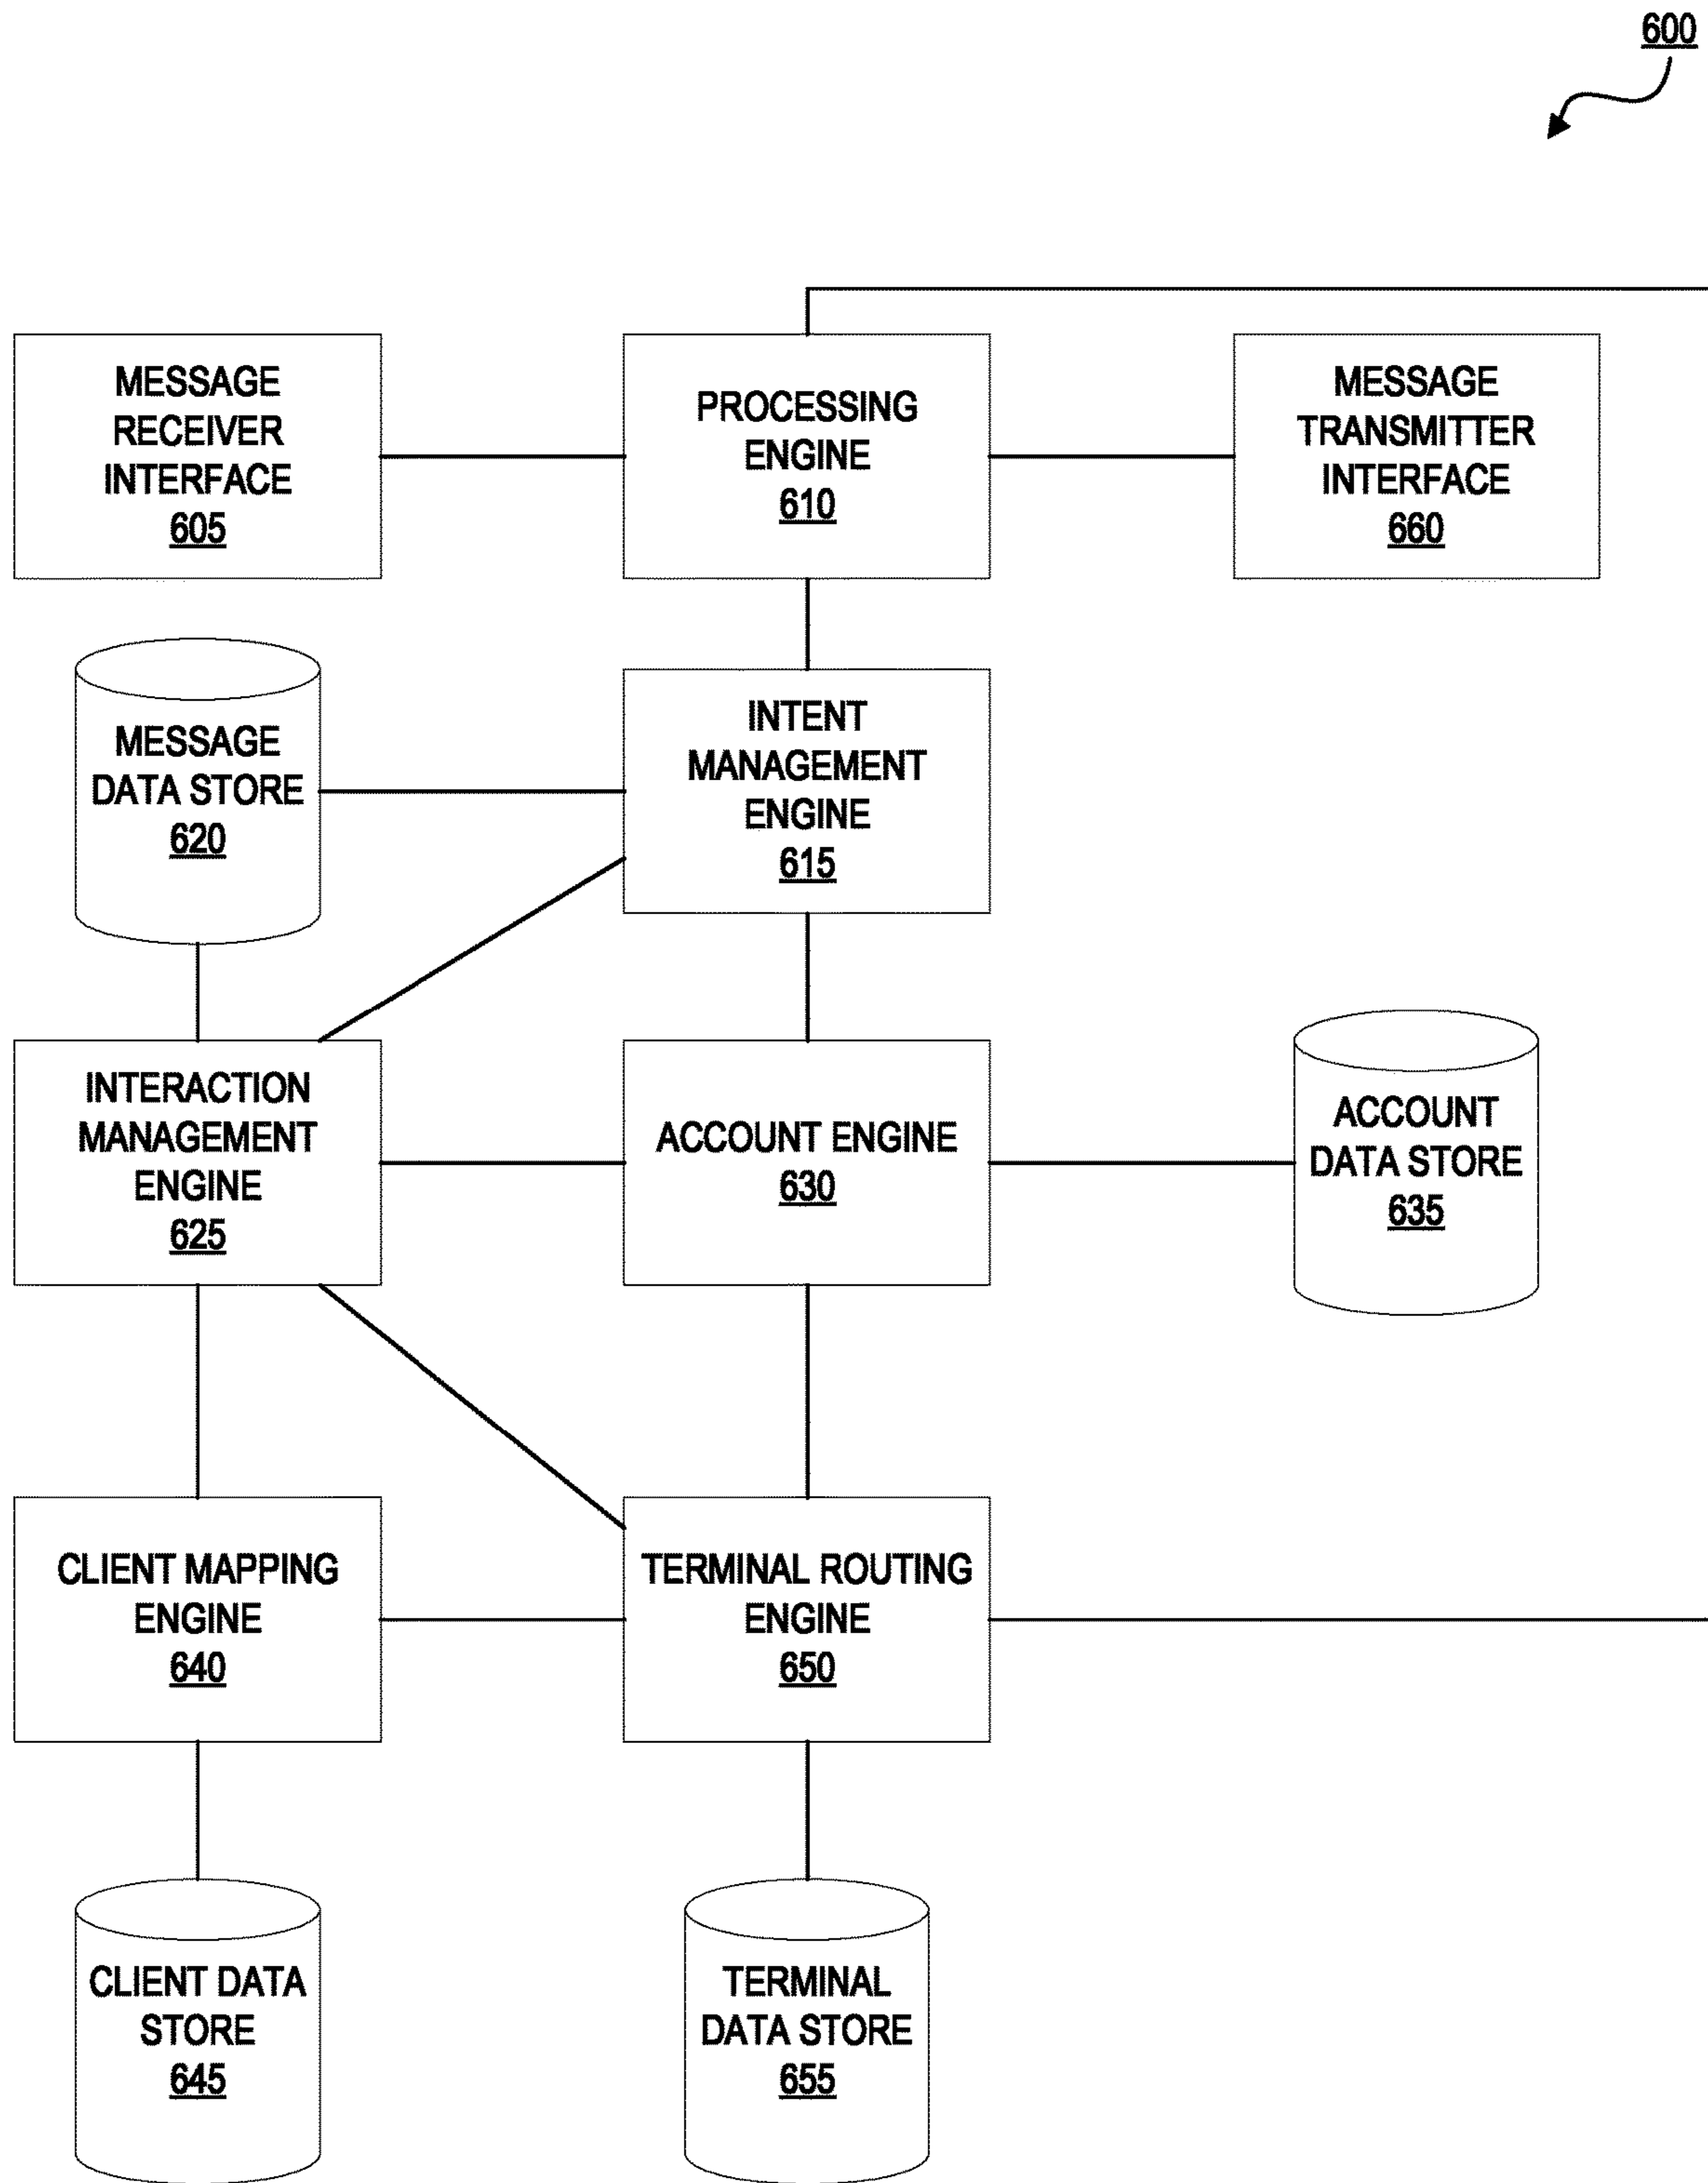 600
MESSAGE
RECEIVER
INTERFACE
605
PROCESSING
ENGINE
610
MESSAGE
TRANSMITTER
INTERFACE
660
MESSAGE
DATA STORE
620
INTENT
MANAGEMENT
ENGINE
615
INTERACTION
MANAGEMENT
ENGINE
625
ACCOUNT ENGINE
630
ACCOUNT
DATA STORE
635
CLIENT MAPPING
ENGINE
640
TERMINAL ROUTING
ENGINE
650
CLIENT DATA
STORE
645
TERMINAL
DATA STORE
655